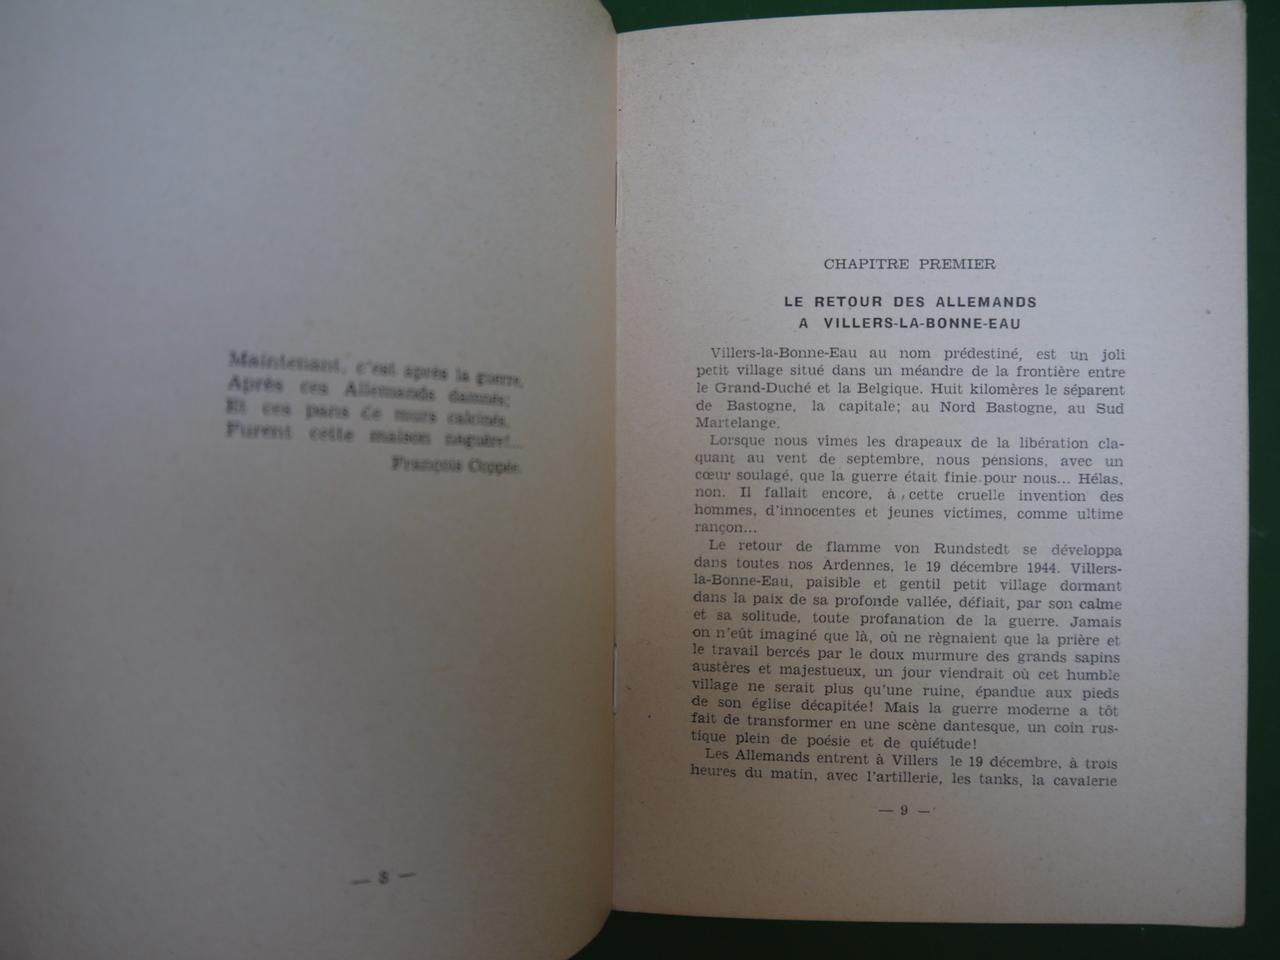 Maintenant, c'est après la guerre,
Après ces Allemands damnés;
Et ces pans de murs calcinés,
Furent cette maison naguère!...
François Coppée.
— 8 —
CHAPITRE PREMIER
LE RETOUR DES ALLEMANDS
A VILLERS-LA-BONNE-EAU
Villers-la-Bonne-Eau au nom prédestiné, est un joli
petit village situé dans un méandre de la frontière entre
le Grand-Duché et la Belgique. Huit kilomères le séparent
de Bastogne, la capitale; au Nord Bastogne, au Sud
Martelange.
Lorsque nous vîmes les drapeaux de la libération cla-
quant au vent de septembre, nous pensions, avec un
cœur soulagé, que la guerre était finie pour nous... Hélas,
non. Il fallait encore, à cette cruelle invention des
hommes, d'innocentes et jeunes victimes, comme ultime
rançon...
Le retour de flamme von Rundstedt se développa
dans toutes nos Ardennes, le 19 décembre 1944. Villers-
la-Bonne-Eau, paisible et gentil petit village dormant
dans la paix de sa profonde vallée, défiait, par son calme
et sa solitude, toute profanation de la guerre. Jamais
on n'eût imaginé que là, où ne règnaient que la prière et
le travail bercés par le doux murmure des grands sapins
austères et majestueux, un jour viendrait où cet humble
village ne serait plus qu'une ruine, épandue aux pieds
de son église décapitée! Mais la guerre moderne a tôt
fait de transformer en une scène dantesque, un coin rus-
tique plein de poésie et de quiétude!
Les Allemands entrent à Villers le 19 décembre, à trois
heures du matin, avec l'artillerie, les tanks, la cavalerie
— 9 —